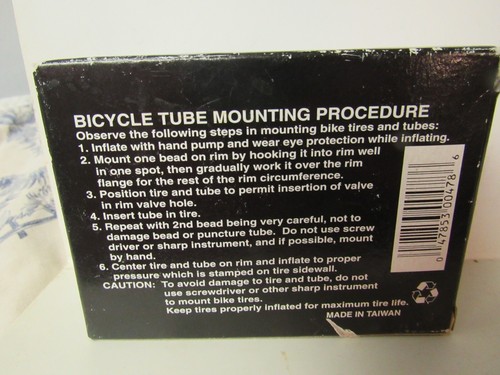 BICYCLE TUBE MOUNTING PROCEDURE
Observe the following steps in mounting bike tires and tubes:
1. Inflate with hand pump and wear eye protection while inflating.
2. Mount one bead on rim by hooking it into rim well
in one spot, then gradually work it over the rim
flange for the rest of the rim circumference.
3. Position tire and tube to permit insertion of valve
in rim valve hole.
4. Insert tube in tire.
5. Repeat with 2nd bead being very careful, not to
damage bead or puncture tube. Do not use screw
driver or sharp instrument, and if possible, mount
by hand.
6. Center tire and tube on rim and inflate to proper
pressure which is stamped on tire sidewall.
CAUTION: To avoid damage to tire and tube, do not
use screwdriver or other sharp instrument
to mount bike tires.
Keep tires properly inflated for maximum tire life.
MADE IN TAIWAN
0 47853 00478 6